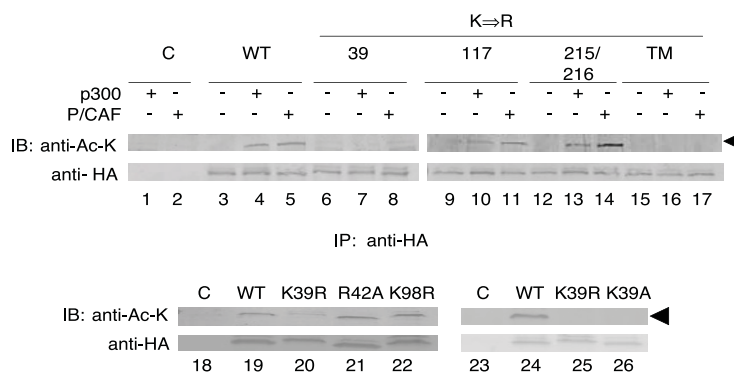 K⇒R
C WT 39 117 215/ TM
216
p300 + - - + - - + - - + - - + - - + -
P/CAF - + - - + - - + - - + - - + - - +
IB: anti-Ac-K
anti- HA
1 2 3 4 5 6 7 8 9 10 11 12 13 14 15 16 17
IP: anti-HA
C WT K39R R42A K98R C WT K39R K39A
IB: anti-Ac-K
anti-HA
18 19 20 21 22 23 24 25 26